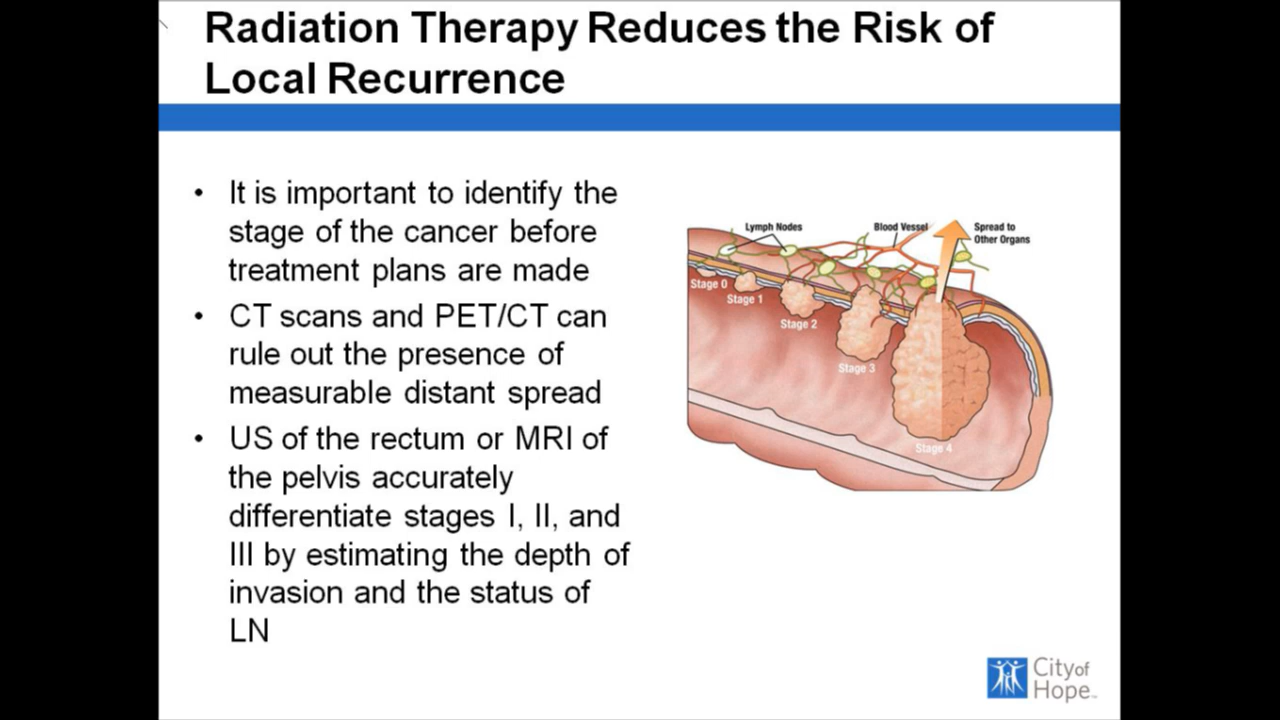 Radiation Therapy Reduces the Risk of
Local Recurrence
• It is important to identify the
stage of the cancer before
treatment plans are made
• CT scans and PET/CT can
rule out the presence of
measurable distant spread
• US of the rectum or MRI of
the pelvis accurately
differentiate stages I, II, and
III by estimating the depth of
invasion and the status of
LN
Lymph Nodes
Blood Vessel
Spread to
Other Organs
Stage 0
Stage 1
Stage 2
Stage 3
Stage 4
City of
Hope™